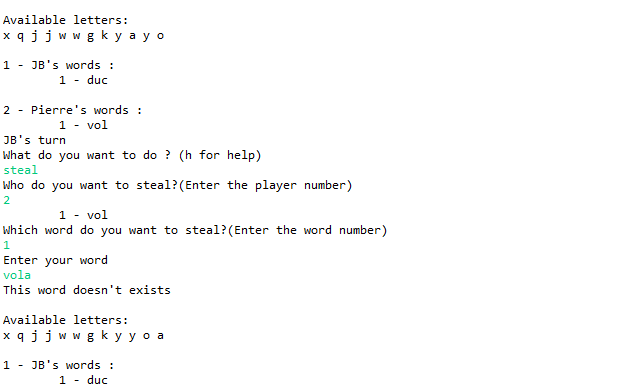 Available letters:
x q j j w w g k y a y o
1 - JB's words :
1 - duc
2 - Pierre's words :
1 - vol
JB's turn
What do you want to do ? (h for help)
steal
Who do you want to steal?(Enter the player number)
2
1 - vol
Which word do you want to steal?(Enter the word number)
1
Enter your word
vola
This word doesn't exists
Available letters:
x q j j w w g k y y o a
1 - JB's words :
1 - duc